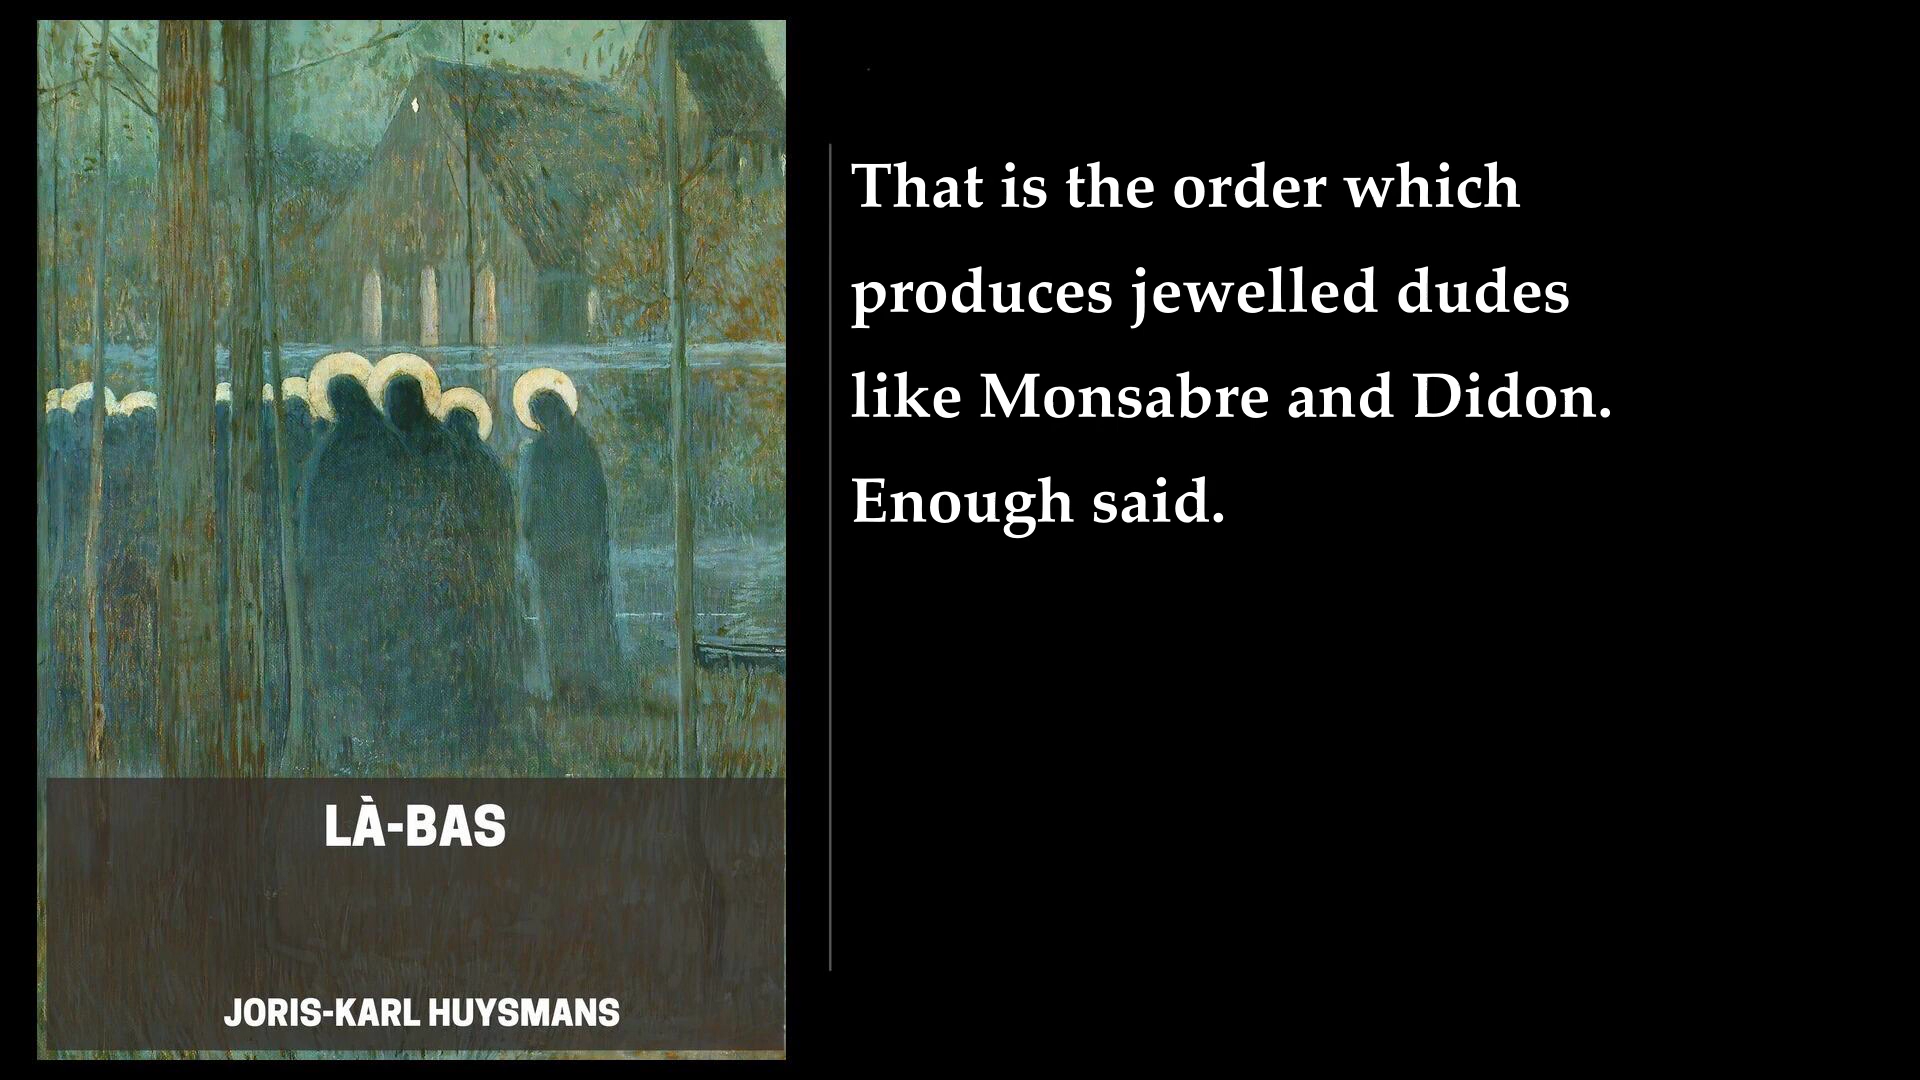 That is the order which
produces jewelled dudes
like Monsabre and Didon.
Enough said.
LÀ-BAS
JORIS-KARL HUYSMANS